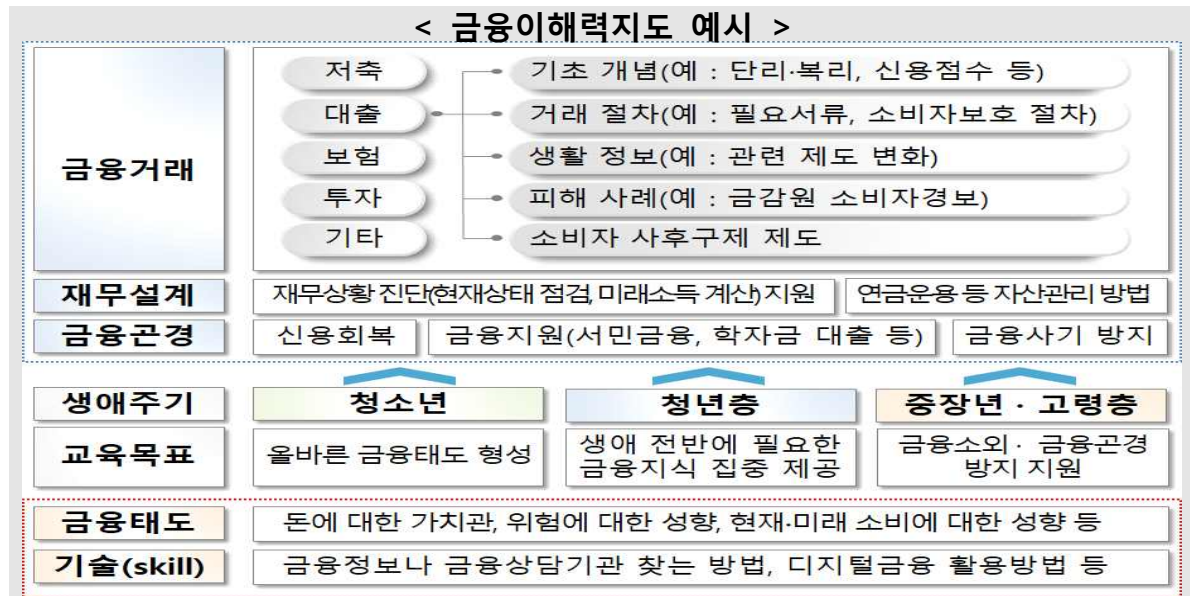 < 금융이해력지도 예시 >
금융거래
저축
기초 개념(예 : 단리·복리, 신용점수 등)
대출
거래 절차(예 : 필요서류, 소비자보호 절차)
보험
생활 정보(예 : 관련 제도 변화)
투자
피해 사례(예 : 금감원 소비자경보)
기타
소비자 사후구제 제도
재무설계
재무상황 진단(현재상태 점검, 미래소득 계산) 지원
연금운용 등 자산관리 방법
금융곤경
신용회복
금융지원(서민금융, 학자금 대출 등)
금융사기 방지
생애주기
청소년
청년층
중장년 · 고령층
교육목표
올바른 금융태도 형성
생애 전반에 필요한
금융지식 집중 제공
금융소외 · 금융곤경
방지 지원
금융태도
돈에 대한 가치관, 위험에 대한 성향, 현재·미래 소비에 대한 성향 등
기술(skill)
금융정보나 금융상담기관 찾는 방법, 디지털금융 활용방법 등